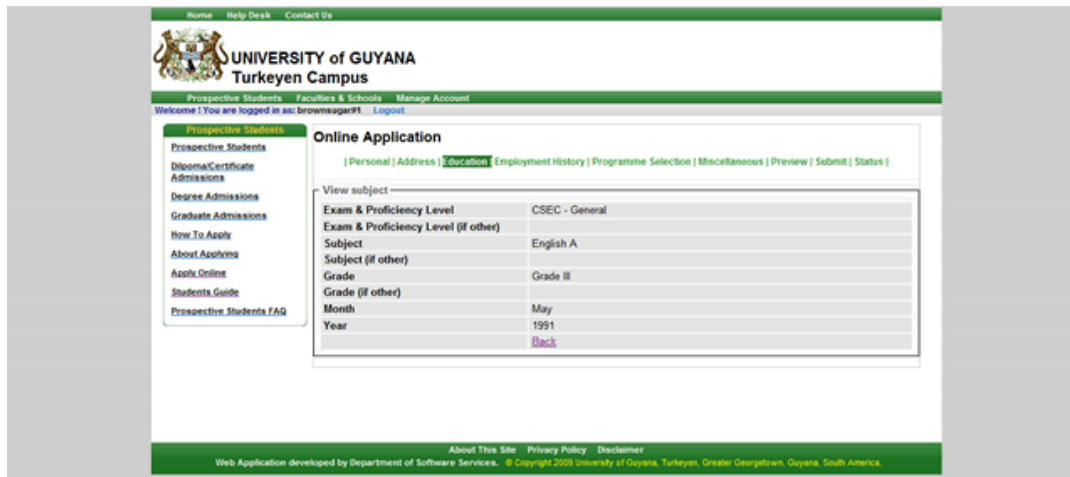 Home Help Desk Contact Us
UNIVERSITY of GUYANA
Turkeyen Campus
Prospective Students Faculties & Schools Manage Account
Welcome ! You are logged in as: brownsugar#1 Logout
Prospective Students
Prospective Students
Dilpoma/Certificate
Admissions
Degree Admissions
Graduate Admissions
How To Apply
About Applying
Apply Online
Students Guide
Prospective Students FAQ
Online Application
| Personal | Address | Education | Employment History | Programme Selection | Miscellaneous | Preview | Submit | Status |
View subject
Exam & Proficiency Level CSEC - General
Exam & Proficiency Level (if other)
Subject English A
Subject (if other)
Grade Grade III
Grade (if other)
Month May
Year 1991
Back
About This Site Privacy Policy Disclaimer
Web Application developed by Department of Software Services. © Copyright 2009 University of Guyana, Turkeyen, Greater Georgetown, Guyana, South America.